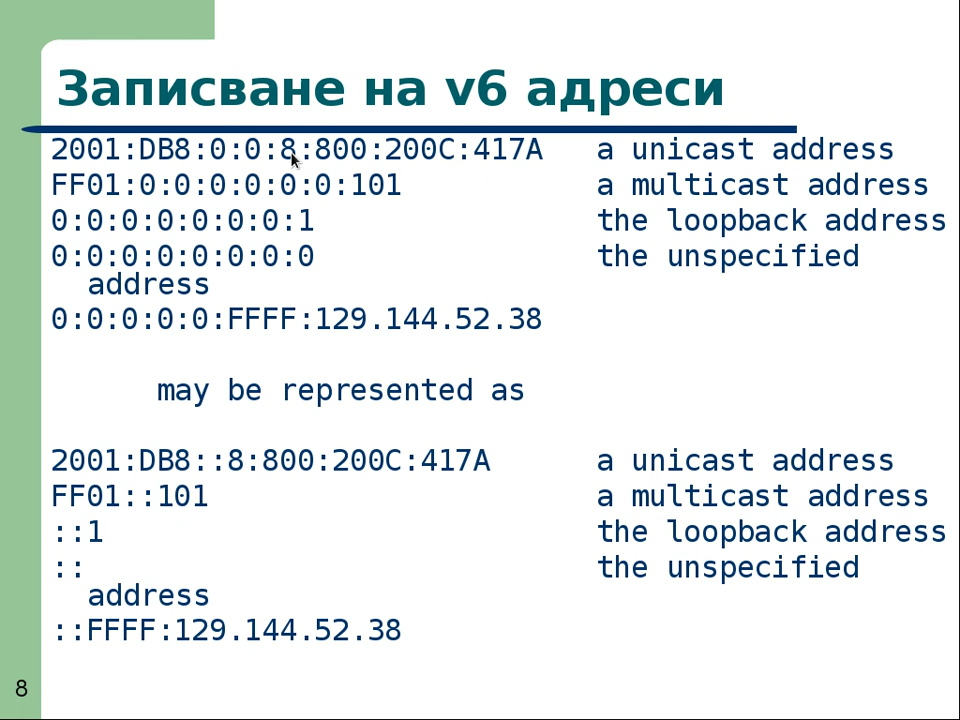 Записване на v6 адреси
2001:DB8:0:0:8:800:200C:417A a unicast address
FF01:0:0:0:0:0:0:101 a multicast address
0:0:0:0:0:0:0:1 the loopback address
0:0:0:0:0:0:0:0 the unspecified
address
0:0:0:0:0:FFFF:129.144.52.38
may be represented as
2001:DB8::8:800:200C:417A a unicast address
FF01::101 a multicast address
::1 the loopback address
:: the unspecified
address
::FFFF:129.144.52.38
8